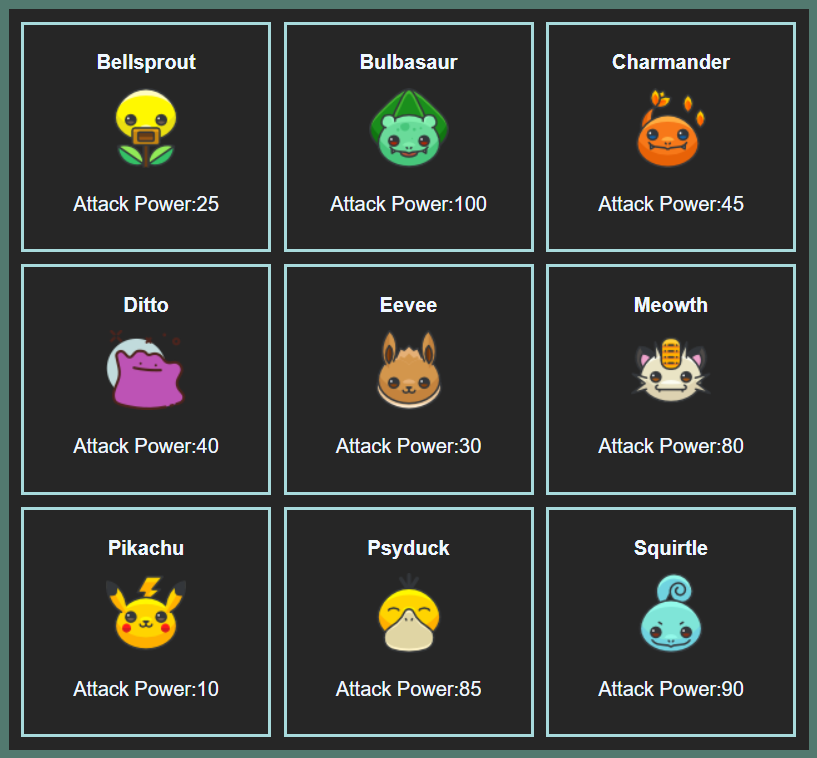 Bellsprout
Attack Power:25
Bulbasaur
Attack Power:100
Charmander
Attack Power:45
Ditto
Attack Power:40
Eevee
Attack Power:30
Meowth
Attack Power:80
Pikachu
Attack Power:10
Psyduck
Attack Power:85
Squirtle
Attack Power:90